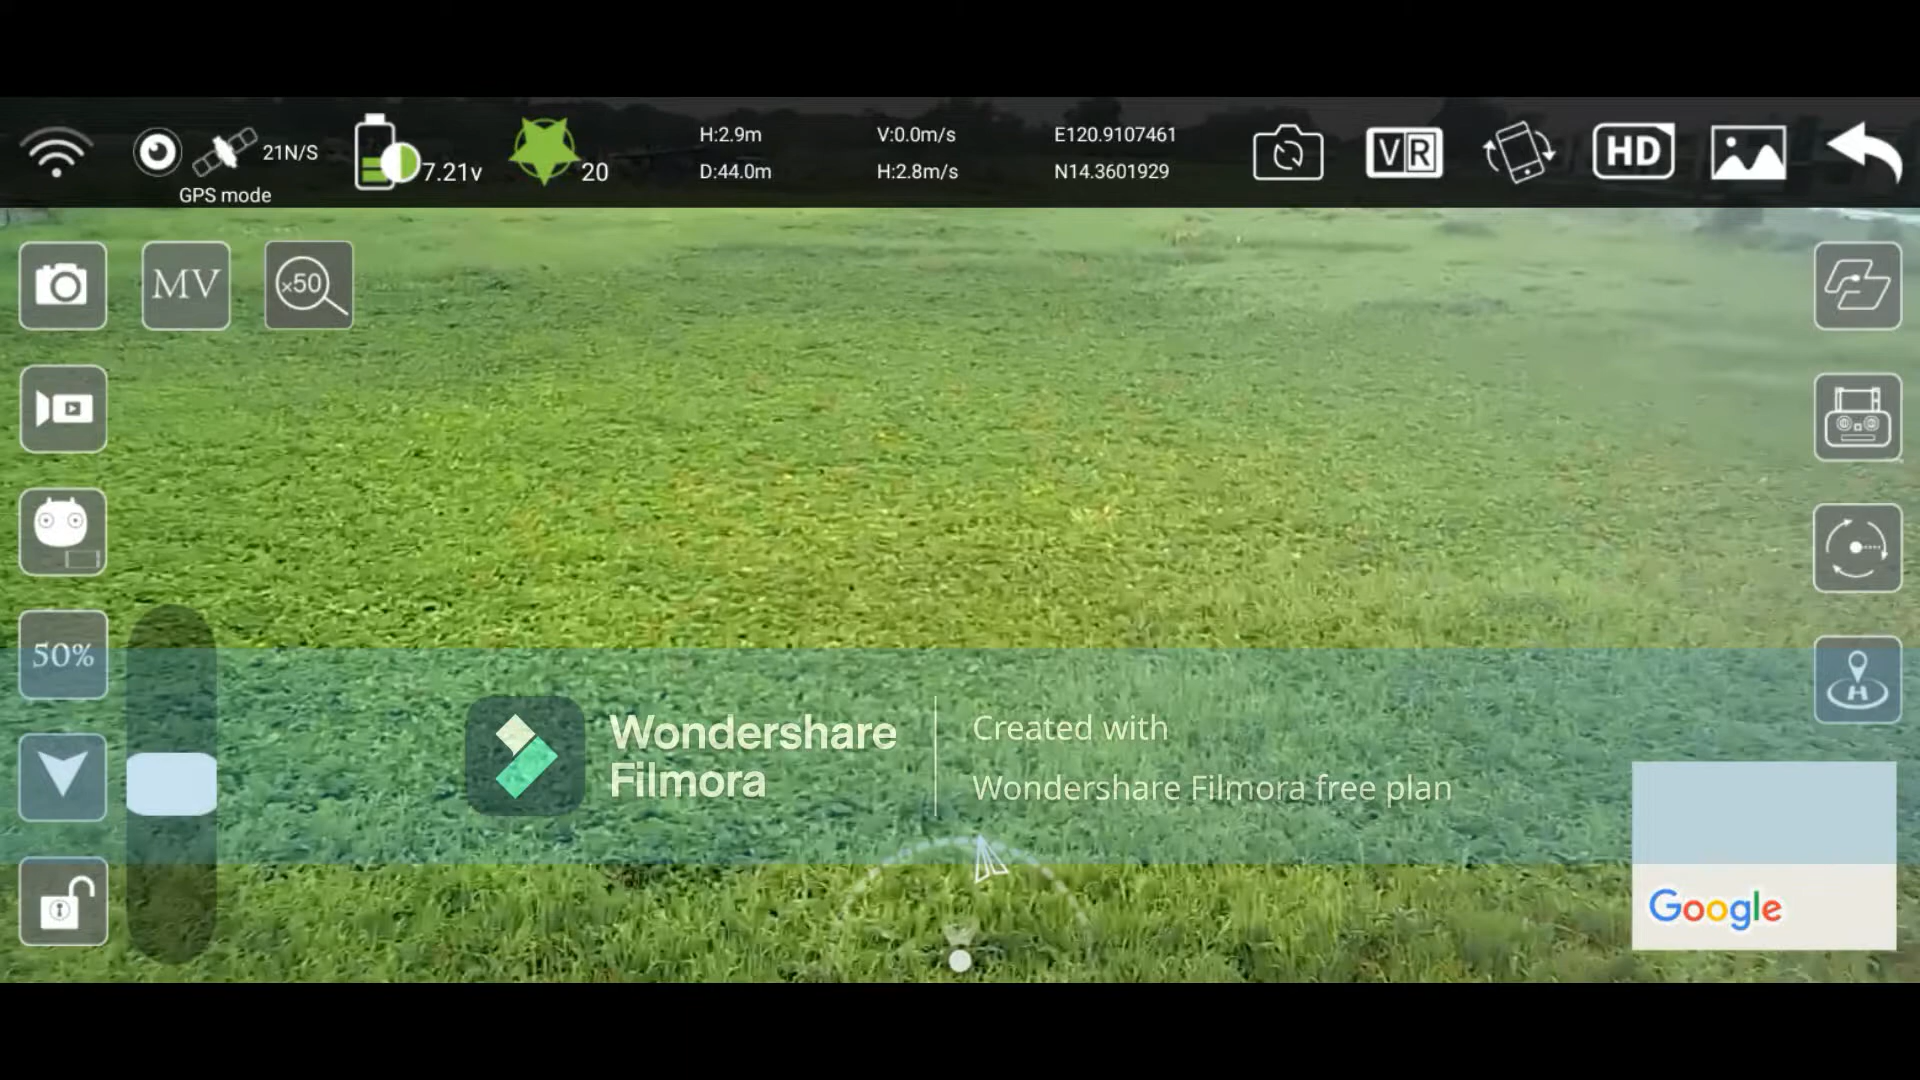 21N/S
GPS mode
7.21v
20
H:2.9m
D:44.0m
V:0.0m/s
H:2.8m/s
E120.9107461
N14.3601929
VR
HD
MV
×50
50%
Wondershare
Filmora
Created with
Wondershare Filmora free plan
H
Google